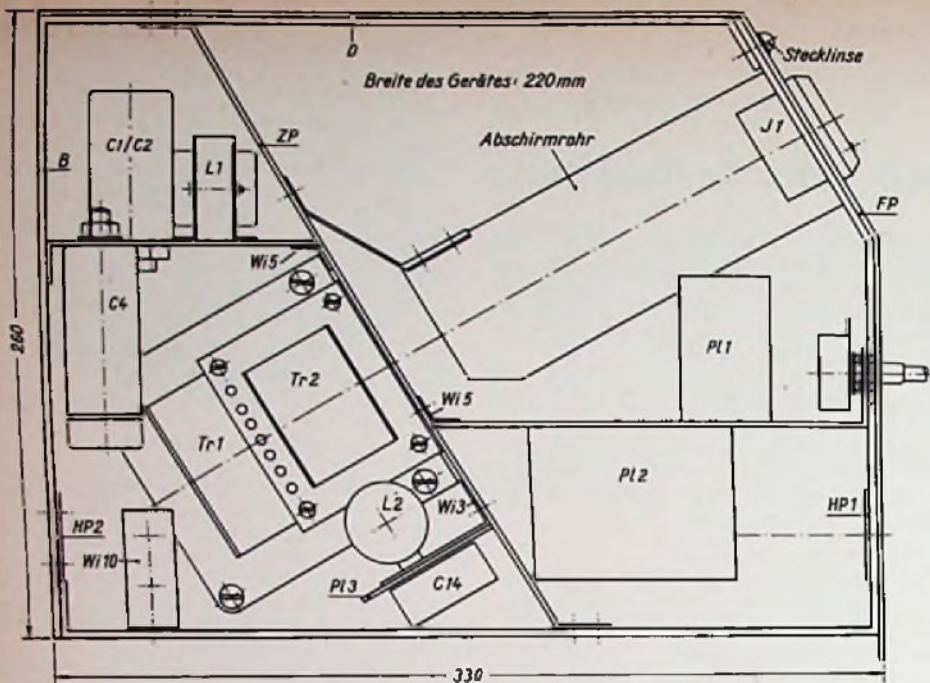 D
Stecklinse
Breite des Gerätes: 220mm
C1/C2
L1
B
ZP
Abschirmrohr
J1
FP
Wi5
C4
260
Tr2
Tr1
Pl1
Wi5
Pl2
L2
Wi3
HP1
HP2
Wi10
Pl3
C14
330